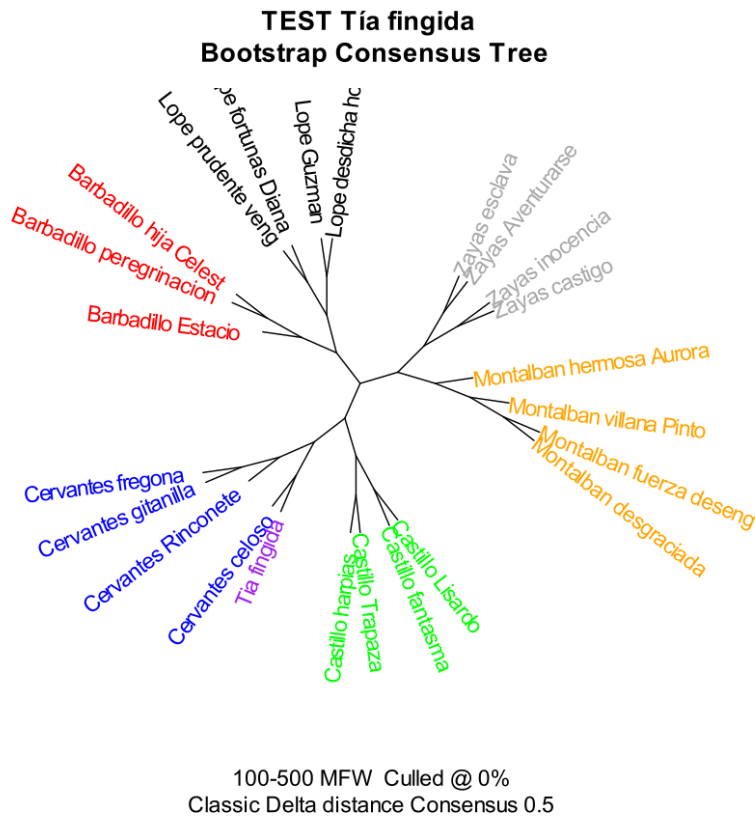 TEST Tía fingida
Bootstrap Consensus Tree
fortunas Diana
Lope prudente veng
Lope Guzman
Lope desdicha
Barbadillo hija Celest
Barbadillo peregrinacion
Barbadillo Estacio
Zayas esclava
Zayas Aventurarse
Zayas inocencia
Zayas castigo
Montalban hermosa Aurora
Montalban villana Pinto
Montalban fuerza deseng
Montalban desgraciada
Cervantes fregona
Cervantes gitanilla
Cervantes Rinconete
Cervantes celoso
Tia fingida
Castillo harpias
Castillo Trapaza
Castillo fantasma
Castillo Lisardo
100-500 MFW Culled @ 0%
Classic Delta distance Consensus 0.5